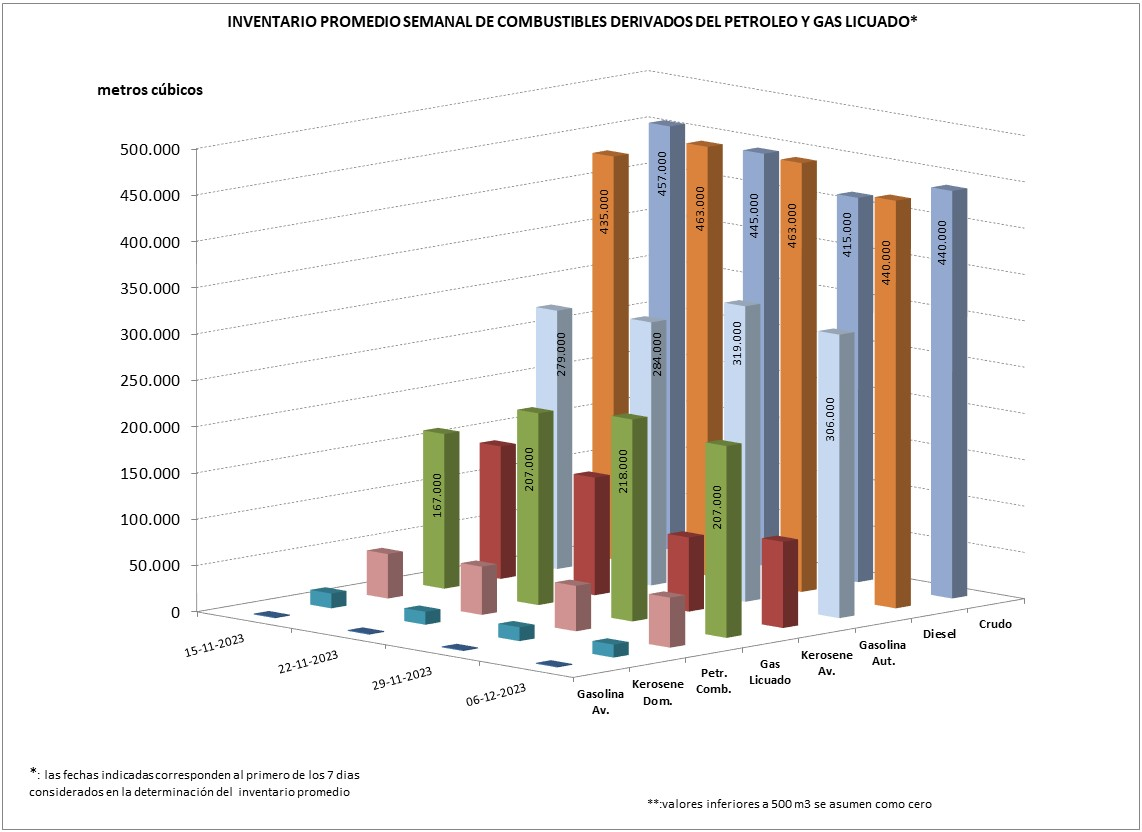 INVENTARIO PROMEDIO SEMANAL DE COMBUSTIBLES DERIVADOS DEL PETROLEO Y GAS LICUADO*
metros cúbicos
500.000
450.000
400.000
350.000
300.000
250.000
200.000
150.000
100.000
50.000
0
435.000
457.000
463.000
445.000
463.000
415.000
440.000
440.000
279.000
284.000
319.000
306.000
167.000
207.000
218.000
207.000
15-11-2023
22-11-2023
29-11-2023
06-12-2023
Gasolina
Av.
Kerosene
Dom.
Petr.
Comb.
Gas
Licuado
Kerosene
Av.
Gasolina
Aut.
Diesel
Crudo
*: las fechas indicadas corresponden al primero de los 7 dias
considerados en la determinación del inventario promedio
**:valores inferiores a 500 m3 se asumen como cero